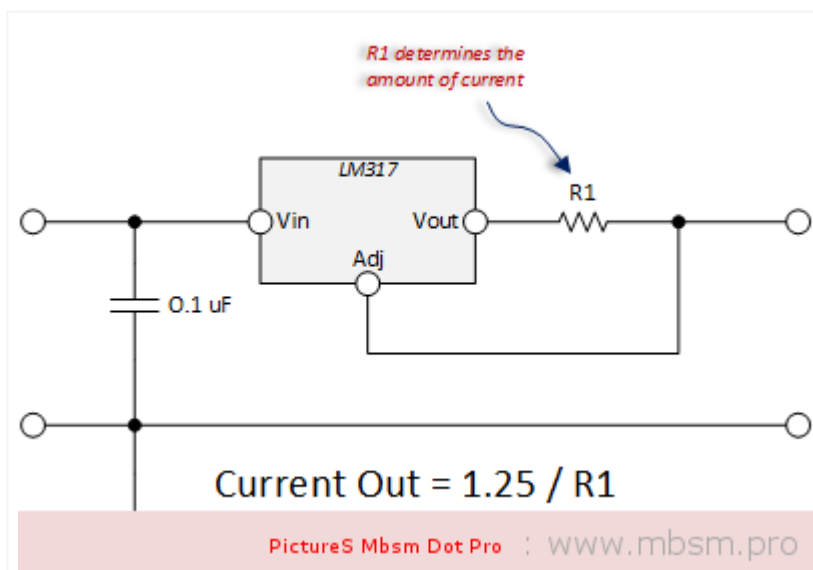 R1 determines the
amount of current
LM317
R1
Vin
Vout
Adj
0.1 uF
Current Out = 1.25 / R1
PictureS Mbsm Dot Pro : www.mbsm.pro